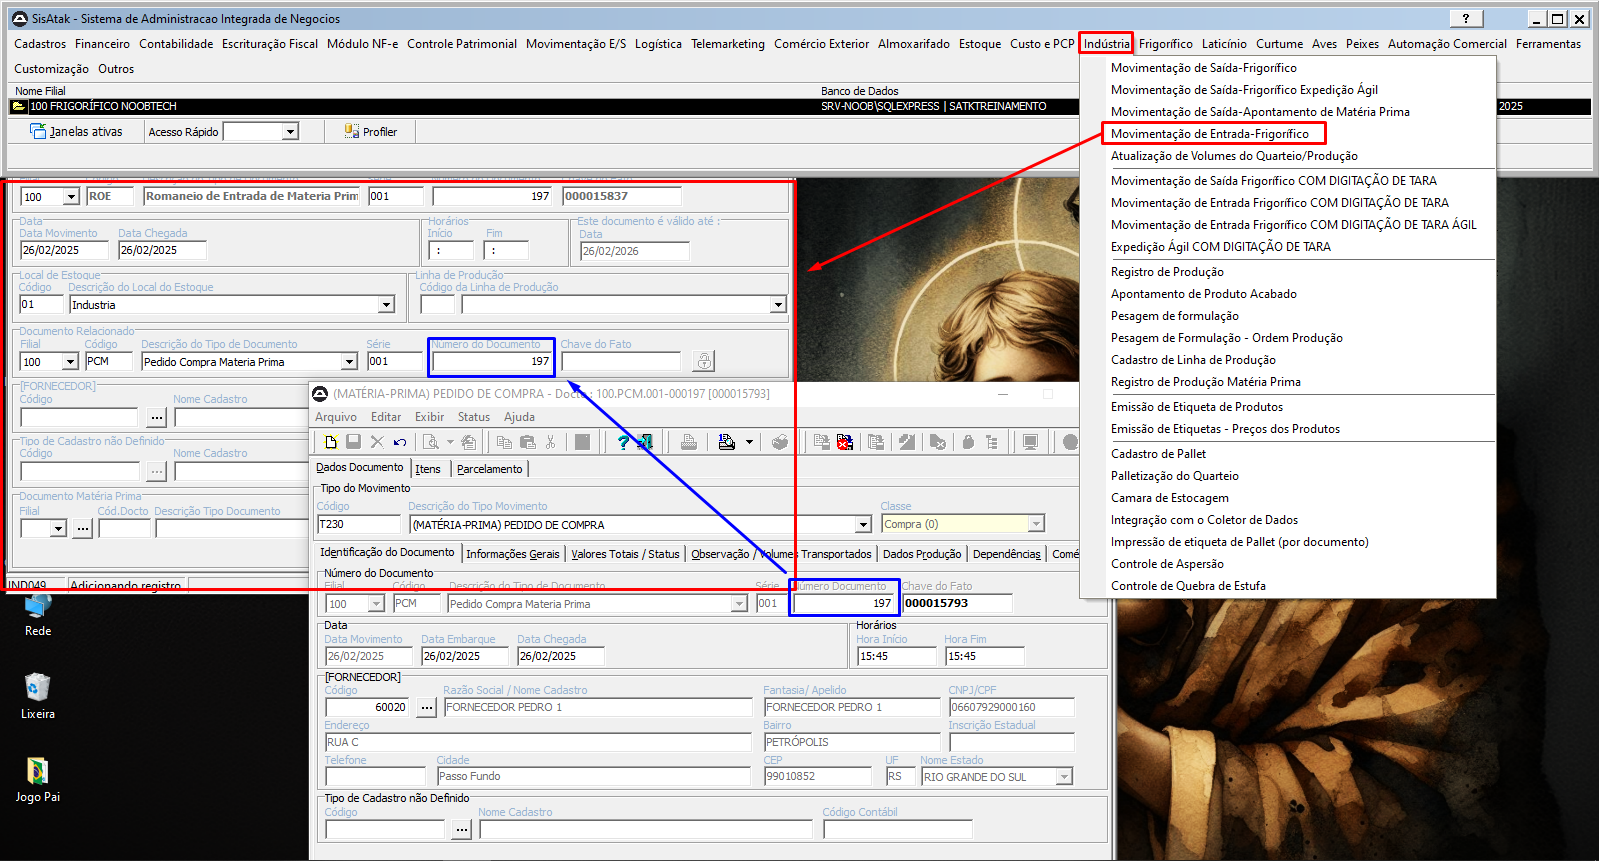 SisAtak - Sistema de Administracao Integrada de Negocios
?
Cadastros Financeiro Contabilidade Escrituração Fiscal Módulo NF-e Controle Patrimonial Movimentação E/S Logística Telemarketing Comércio Exterior Almoxarifado Estoque Custo e PCP Indústria Frigorífico Laticínio Curtume Aves Peixes Automação Comercial Ferramentas
Customização Outros
Nome Filial Banco de Dados
100 FRIGORÍFICO NOOBTECH SRV-NOOB\SQLEXPRESS | SATKTREINAMENTO 2025
Janelas ativas Acesso Rápido Profiler
Movimentação de Saída-Frigorífico
Movimentação de Saída-Frigorífico Expedição Ágil
Movimentação de Saída-Apontamento de Matéria Prima
Movimentação de Entrada-Frigorífico
Atualização de Volumes do Quarteio/Produção
Movimentação de Saída Frigorífico COM DIGITAÇÃO DE TARA
Movimentação de Entrada Frigorífico COM DIGITAÇÃO DE TARA
Movimentação de Entrada Frigorífico COM DIGITAÇÃO DE TARA ÁGIL
Expedição Ágil COM DIGITAÇÃO DE TARA
Registro de Produção
Apontamento de Produto Acabado
Pesagem de formulação
Pesagem de Formulação - Ordem Produção
Cadastro de Linha de Produção
Registro de Produção Matéria Prima
Emissão de Etiqueta de Produtos
Emissão de Etiquetas - Preços dos Produtos
Cadastro de Pallet
Palletização do Quarteio
Camara de Estocagem
Integração com o Coletor de Dados
Impressão de etiqueta de Pallet (por documento)
Controle de Aspersão
Controle de Quebra de Estufa
100 ROE Romaneio de Entrada de Materia Prim 001 197 000015837
Data Horários Este documento é válido até :
Data Movimento Data Chegada Início Fim Data
26/02/2025 26/02/2025 : : 26/02/2026
Local de Estoque Linha de Produção
Código Descrição do Local do Estoque Código da Linha de Produção
01 Industria
Documento Relacionado
Filial Código Descrição do Tipo de Documento Série Número do Documento Chave do Fato
100 PCM Pedido Compra Materia Prima 001 197
[FORNECEDOR]
Código Nome Cadastro
...
Tipo de Cadastro não Definido
Código Nome Cadastro
...
Documento Matéria Prima
Filial Cód.Docto Descrição Tipo Documento
...
IND049 Adicionando registro
(MATÉRIA-PRIMA) PEDIDO DE COMPRA - Docto : 100.PCM.001-000197 [000015793]
Arquivo Editar Exibir Status Ajuda
?
Dados Documento Itens Parcelamento
Tipo do Movimento
Código Descrição do Tipo Movimento Classe
T230 (MATÉRIA-PRIMA) PEDIDO DE COMPRA Compra (0)
Identificação do Documento Informações Gerais Valores Totais / Status Observação / Volumes Transportados Dados Produção Dependências Comé
Número do Documento
Filial Código Descrição do Tipo de Documento Série Número Documento Chave do Fato
100 PCM Pedido Compra Materia Prima 001 197 000015793
Data Horários
Data Movimento Data Embarque Data Chegada Hora Início Hora Fim
26/02/2025 26/02/2025 26/02/2025 15:45 15:45
[FORNECEDOR]
Código Razão Social / Nome Cadastro Fantasia/ Apelido CNPJ/CPF
60020 ... FORNECEDOR PEDRO 1 FORNECEDOR PEDRO 1 06607929000160
Endereço Bairro Inscrição Estadual
RUA C PETRÓPOLIS
Telefone Cidade CEP UF Nome Estado
Passo Fundo 99010852 RS RIO GRANDE DO SUL
Tipo de Cadastro não Definido
Código Nome Cadastro Código Contábil
...
Rede
Lixeira
Jogo Pai